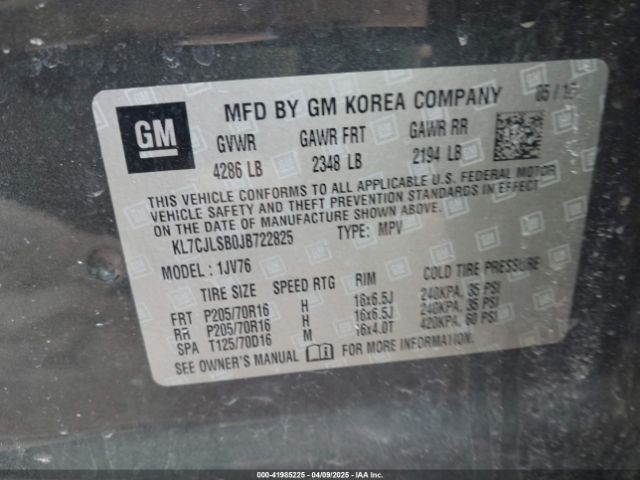 GM
MFD BY GM KOREA COMPANY
05 /
GVWR GAWR FRT GAWR RR
4286 LB 2348 LB 2194 LB
THIS VEHICLE CONFORMS TO ALL APPLICABLE U.S. FEDERAL MOTOR
VEHICLE SAFETY AND THEFT PREVENTION STANDARDS IN EFFECT
ON THE DATE OF MANUFACTURE SHOWN ABOVE.
KL7CJLSB0JB722825 TYPE: MPV
MODEL : 1JV76
TIRE SIZE SPEED RTG RIM COLD TIRE PRESSURE
FRT P205/70R16 H 16x6.5J 240KPA, 35 PSI
RR P205/70R16 H 16x6.5J 240KPA, 35 PSI
SPA T125/70D16 M 16x4.0T 420KPA, 60 PSI
SEE OWNER'S MANUAL FOR MORE INFORMATION.
000-41985225 - 04/09/2025 - IAA Inc.